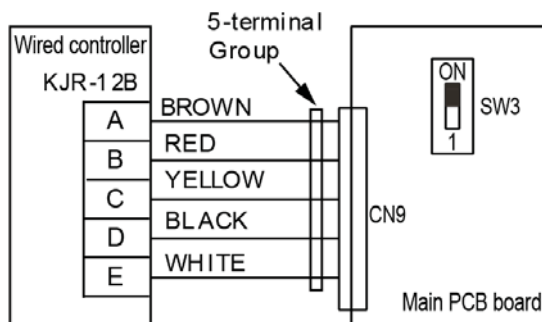 5-terminal
Group
Wired controller
KJR-12B
A
B
C
D
E
BROWN
RED
YELLOW
BLACK
WHITE
CN9
ON
1
SW3
Main PCB board